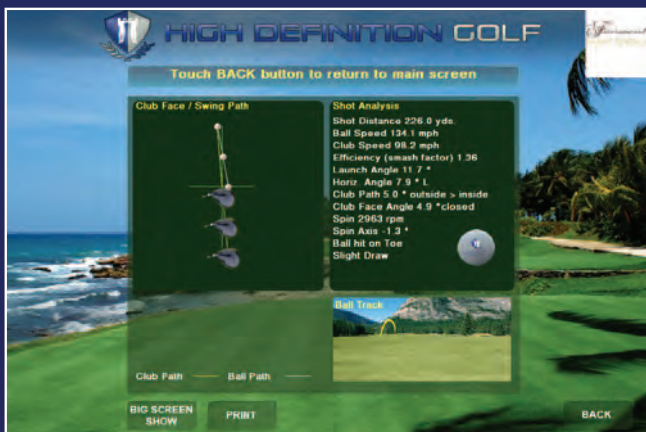 HIGH DEFINITION GOLF
Touch BACK button to return to main screen
Club Face / Swing Path
Shot Analysis
Shot Distance 226.0 yds.
Ball Speed 134.1 mph
Club Speed 98.2 mph
Efficiency (smash factor) 1.36
Launch Angle 11.7 °
Horiz. Angle 7.9 ° L
Club Path 5.0 ° outside > inside
Club Face Angle 4.9 °closed
Spin 2963 rpm
Spin Axis -1.3 °
Ball hit on Toe
Slight Draw
Ball Track
Club Path
Ball Path
BIG SCREEN
SHOW
PRINT
BACK